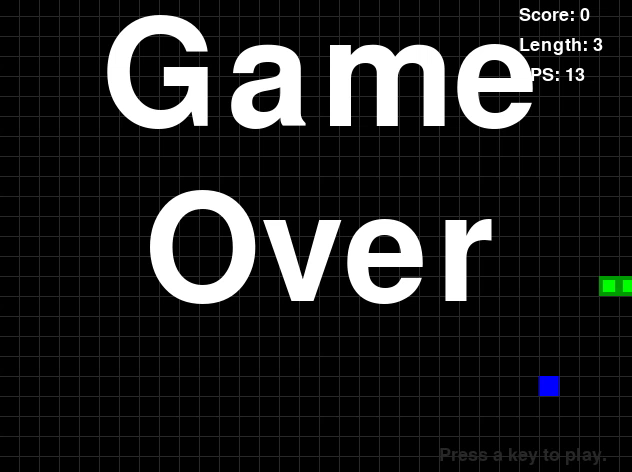 Game
Over
Score: 0
Length: 3
PS: 13
Press a key to play.